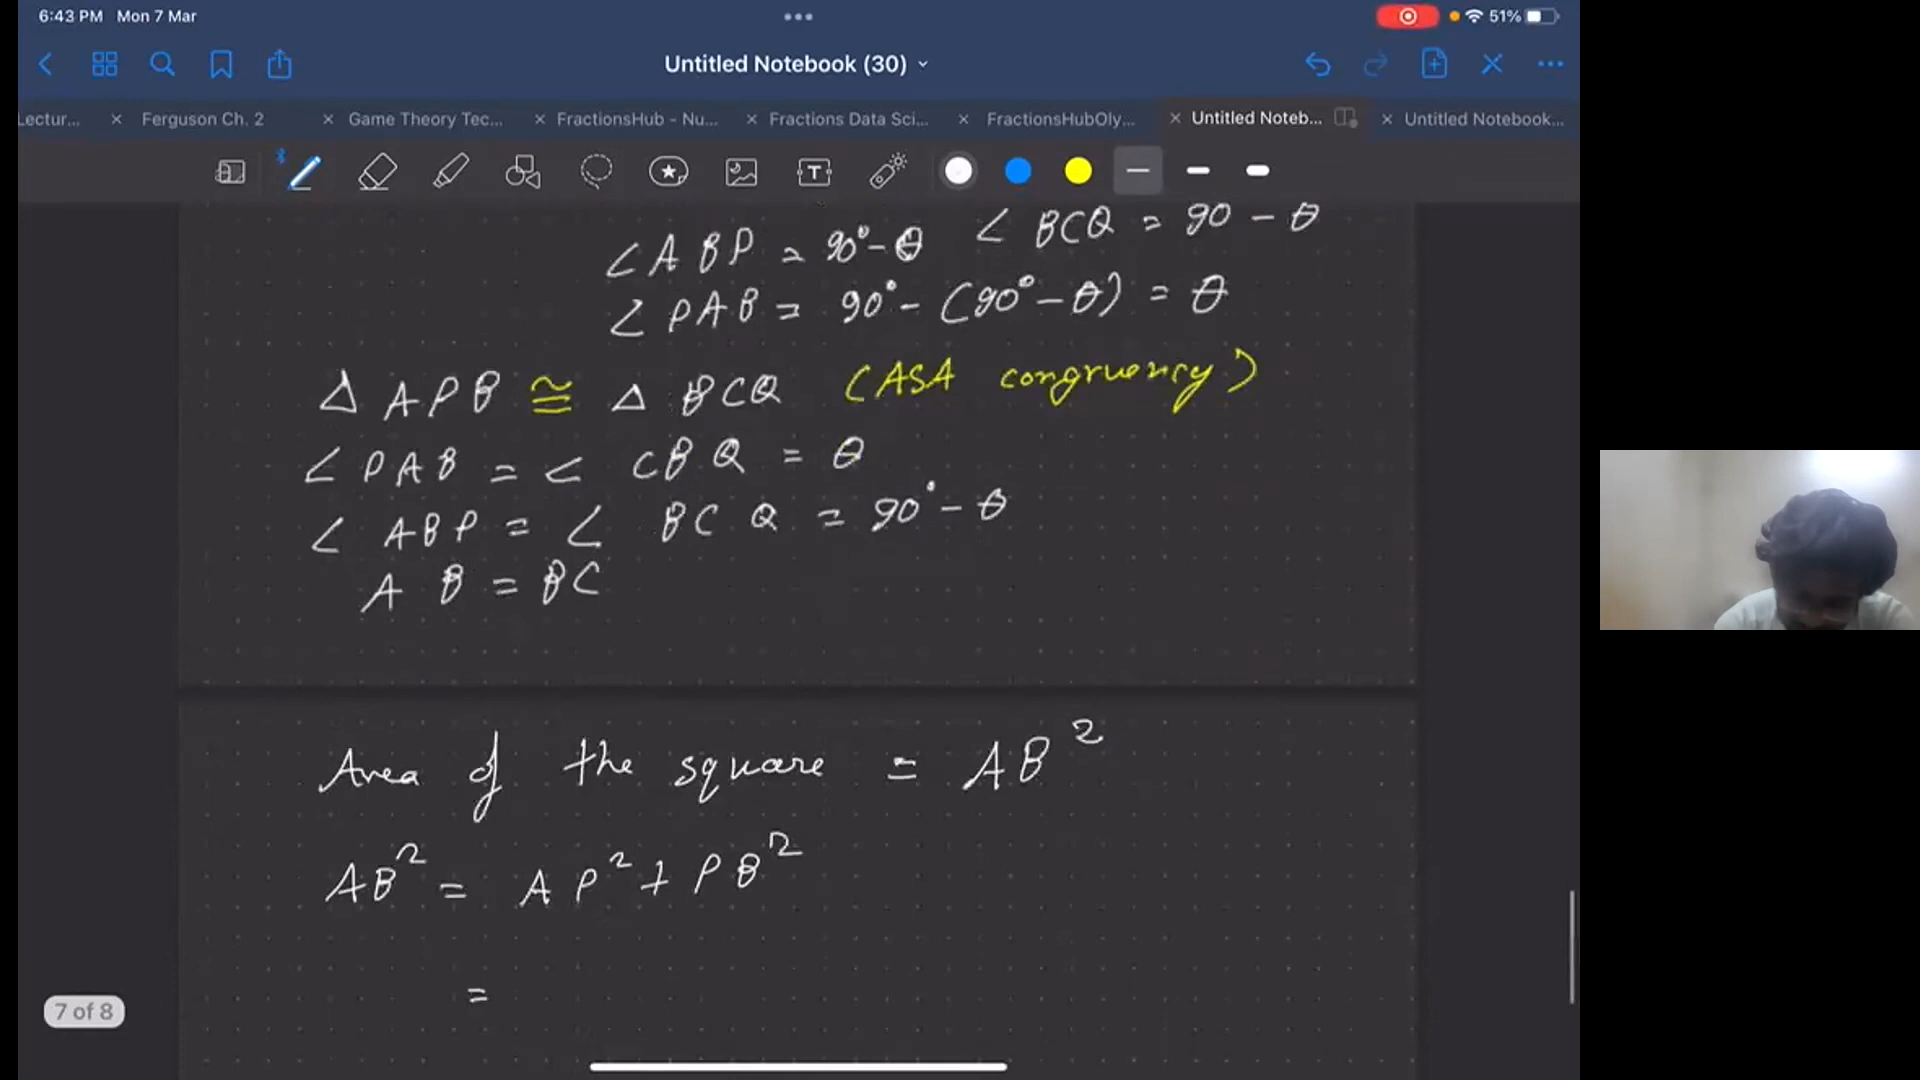 6:43 PM Mon 7 Mar
51%
Untitled Notebook (30)
Lectur... Ferguson Ch. 2 Game Theory Tec... FractionsHub - Nu... Fractions Data Sci... FractionsHubOly... Untitled Noteb... Untitled Notebook...
∠ABP = 90° - θ ∠BCQ = 90 - θ
∠PAB = 90° - (90° - θ) = θ
Δ APB ≅ Δ BCQ (ASA congruency)
∠PAB = ∠ CBQ = θ
∠ABP = ∠ BCQ = 90° - θ
AB = BC
Area of the square = AB²
AB² = AP² + PB²
=
7 of 8